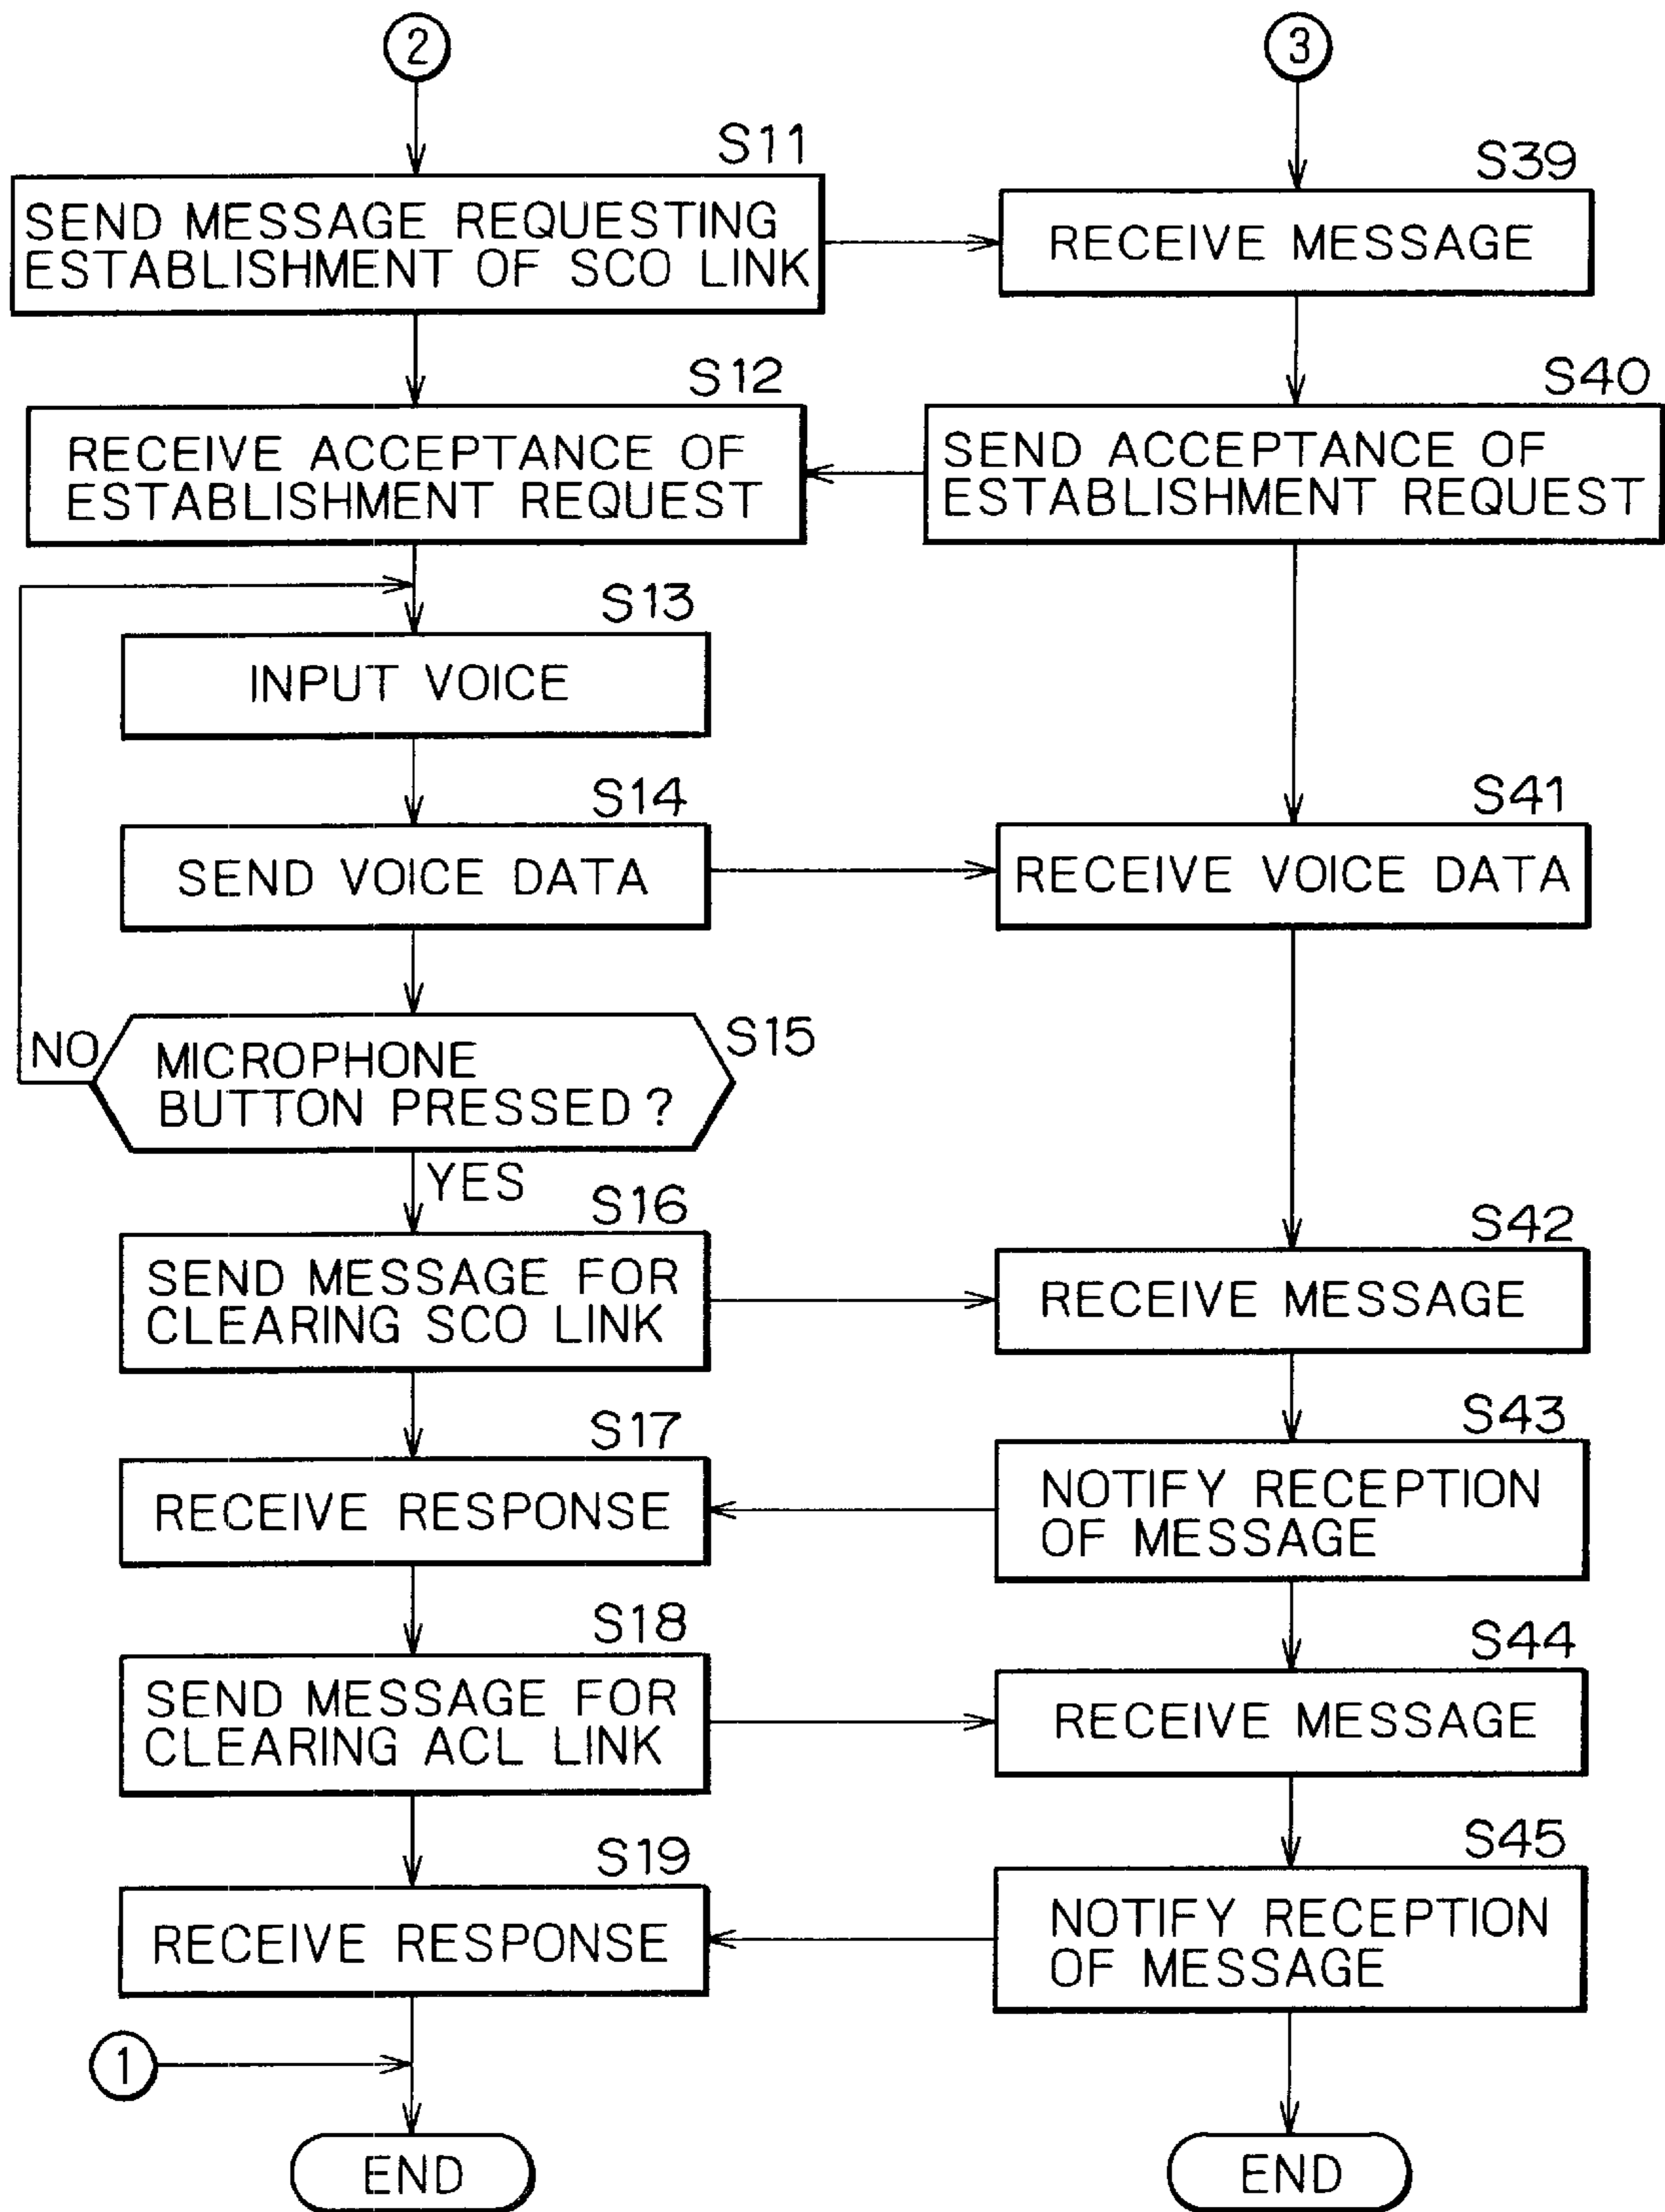 2
3
S11
SEND MESSAGE REQUESTING
ESTABLISHMENT OF SCO LINK
S39
RECEIVE MESSAGE
S12
RECEIVE ACCEPTANCE OF
ESTABLISHMENT REQUEST
S40
SEND ACCEPTANCE OF
ESTABLISHMENT REQUEST
S13
INPUT VOICE
S14
SEND VOICE DATA
S41
RECEIVE VOICE DATA
NO
MICROPHONE
BUTTON PRESSED?
S15
YES
S16
SEND MESSAGE FOR
CLEARING SCO LINK
S42
RECEIVE MESSAGE
S17
RECEIVE RESPONSE
S43
NOTIFY RECEPTION
OF MESSAGE
S18
SEND MESSAGE FOR
CLEARING ACL LINK
S44
RECEIVE MESSAGE
S19
RECEIVE RESPONSE
S45
NOTIFY RECEPTION
OF MESSAGE
1
END
END